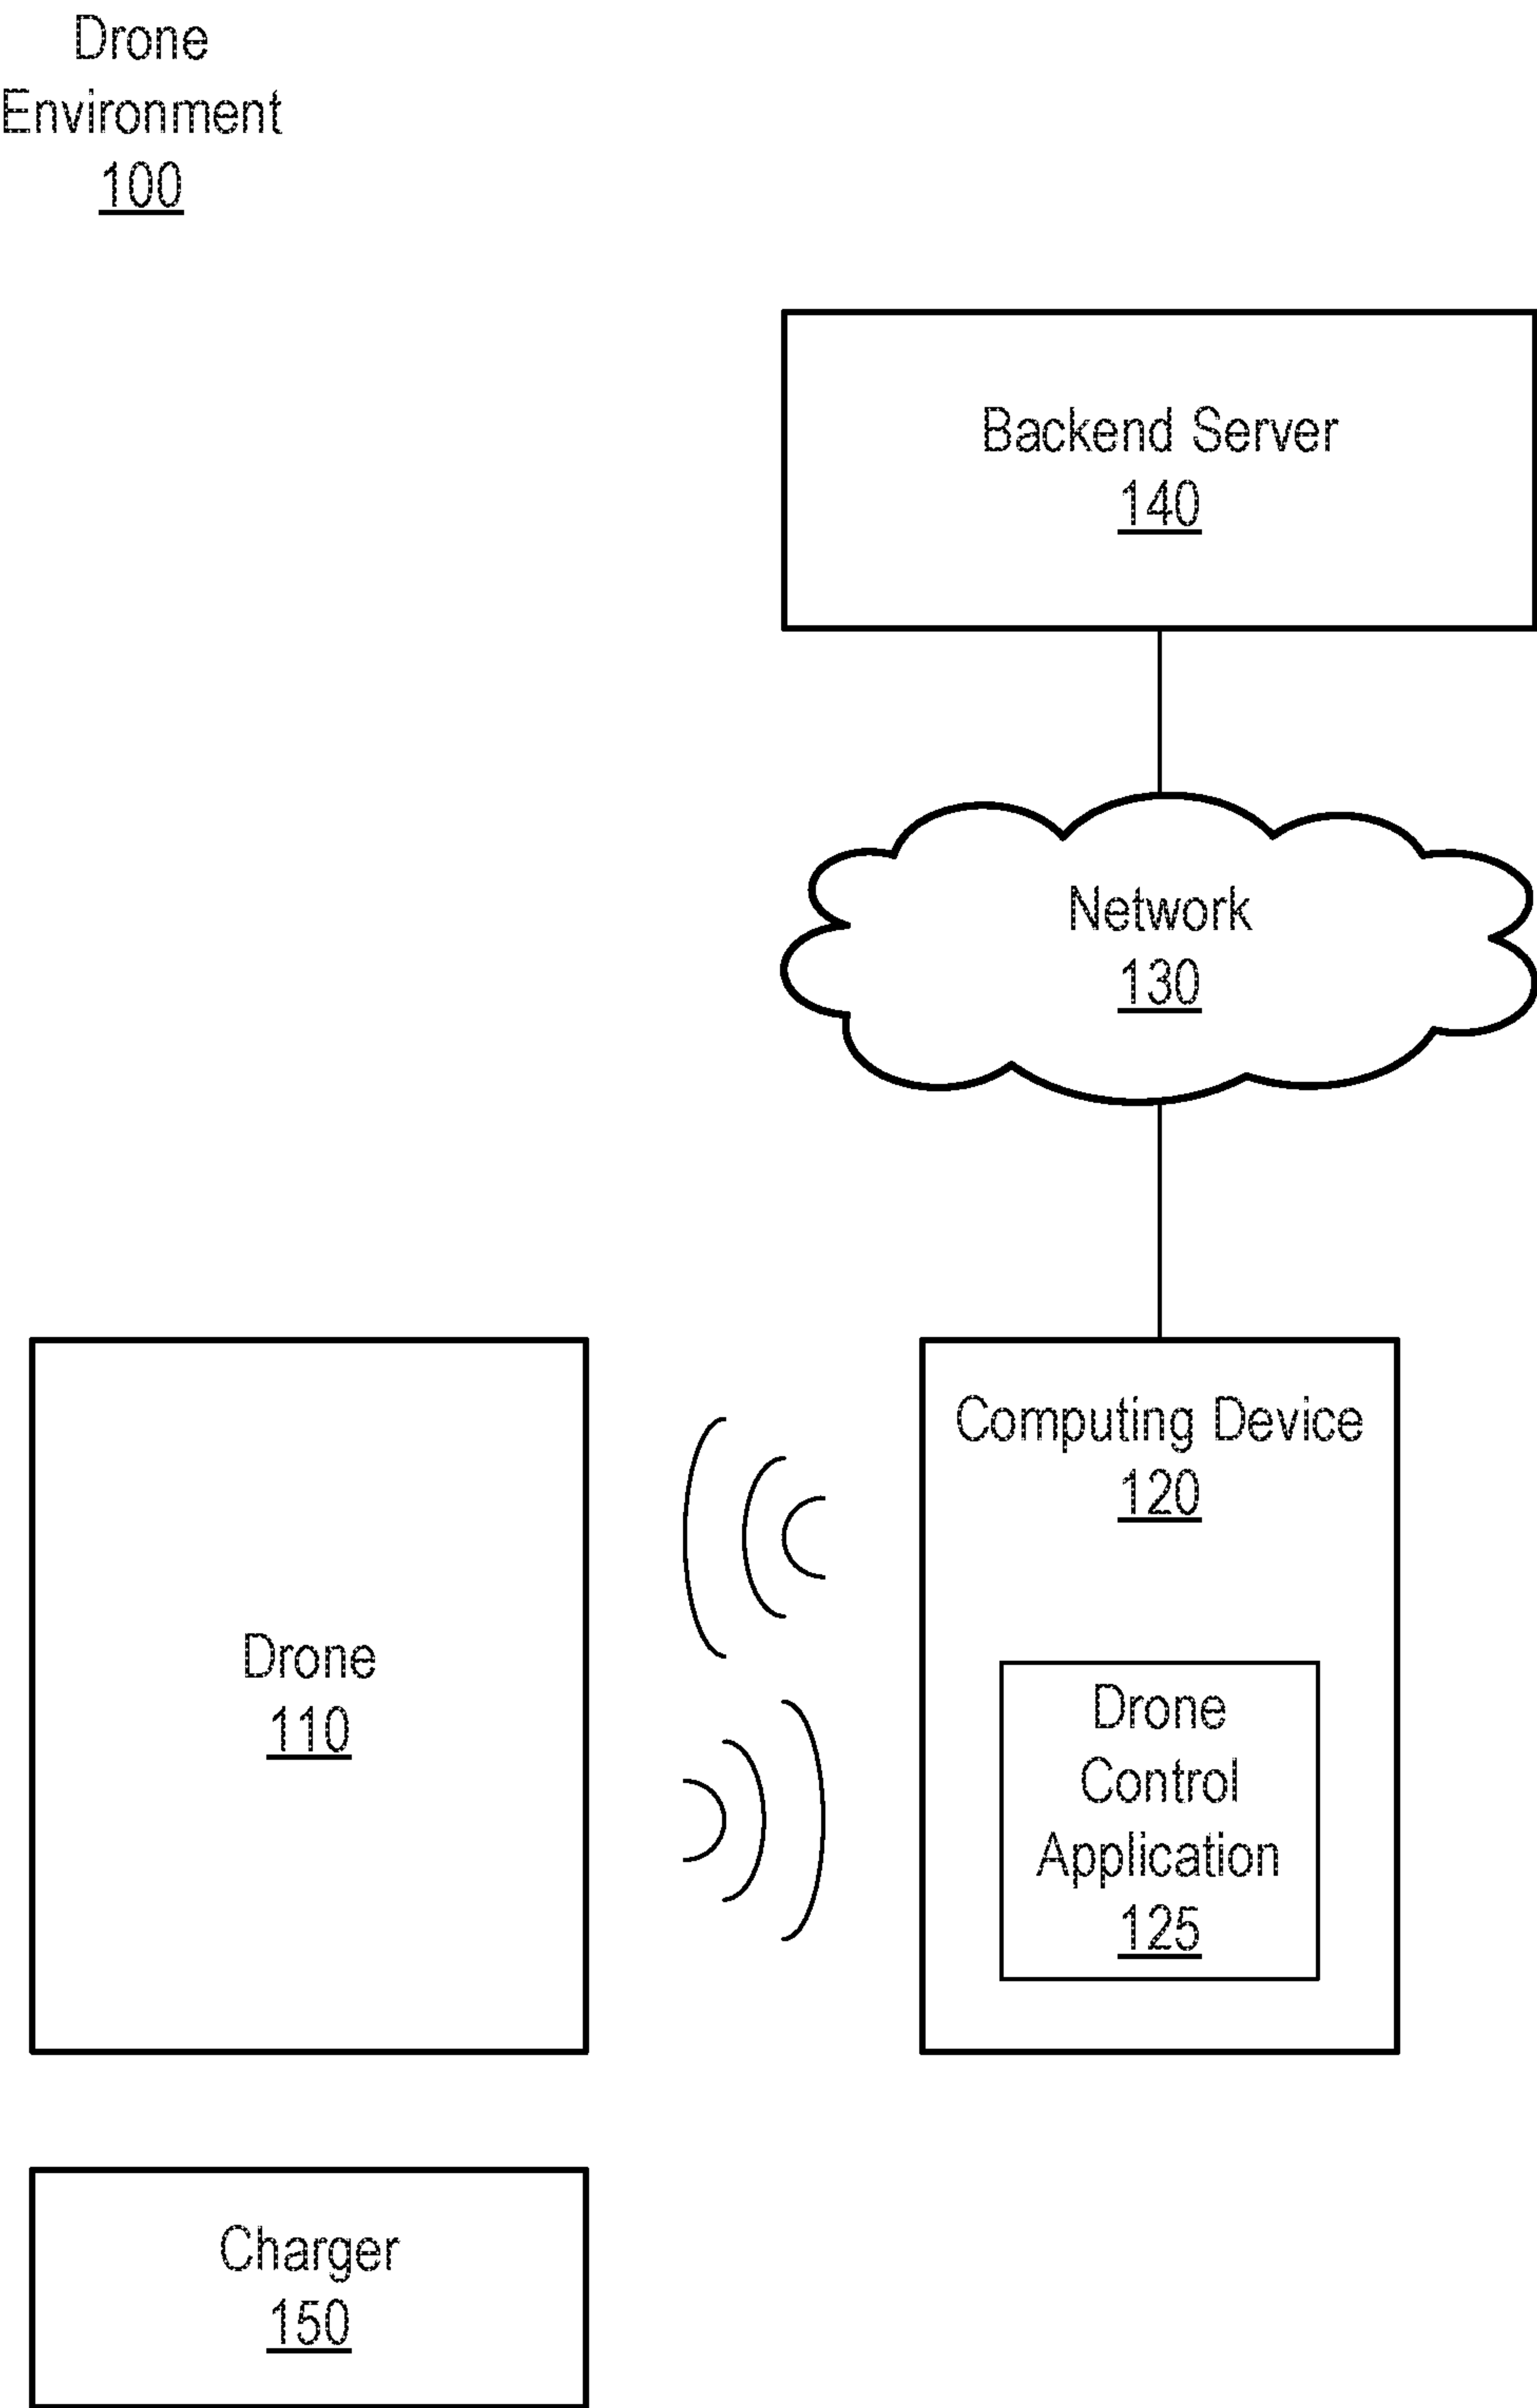 Drone
Environment
100
Backend Server
140
Network
130
Computing Device
120
Drone
110
Drone
Control
Application
125
Charger
150